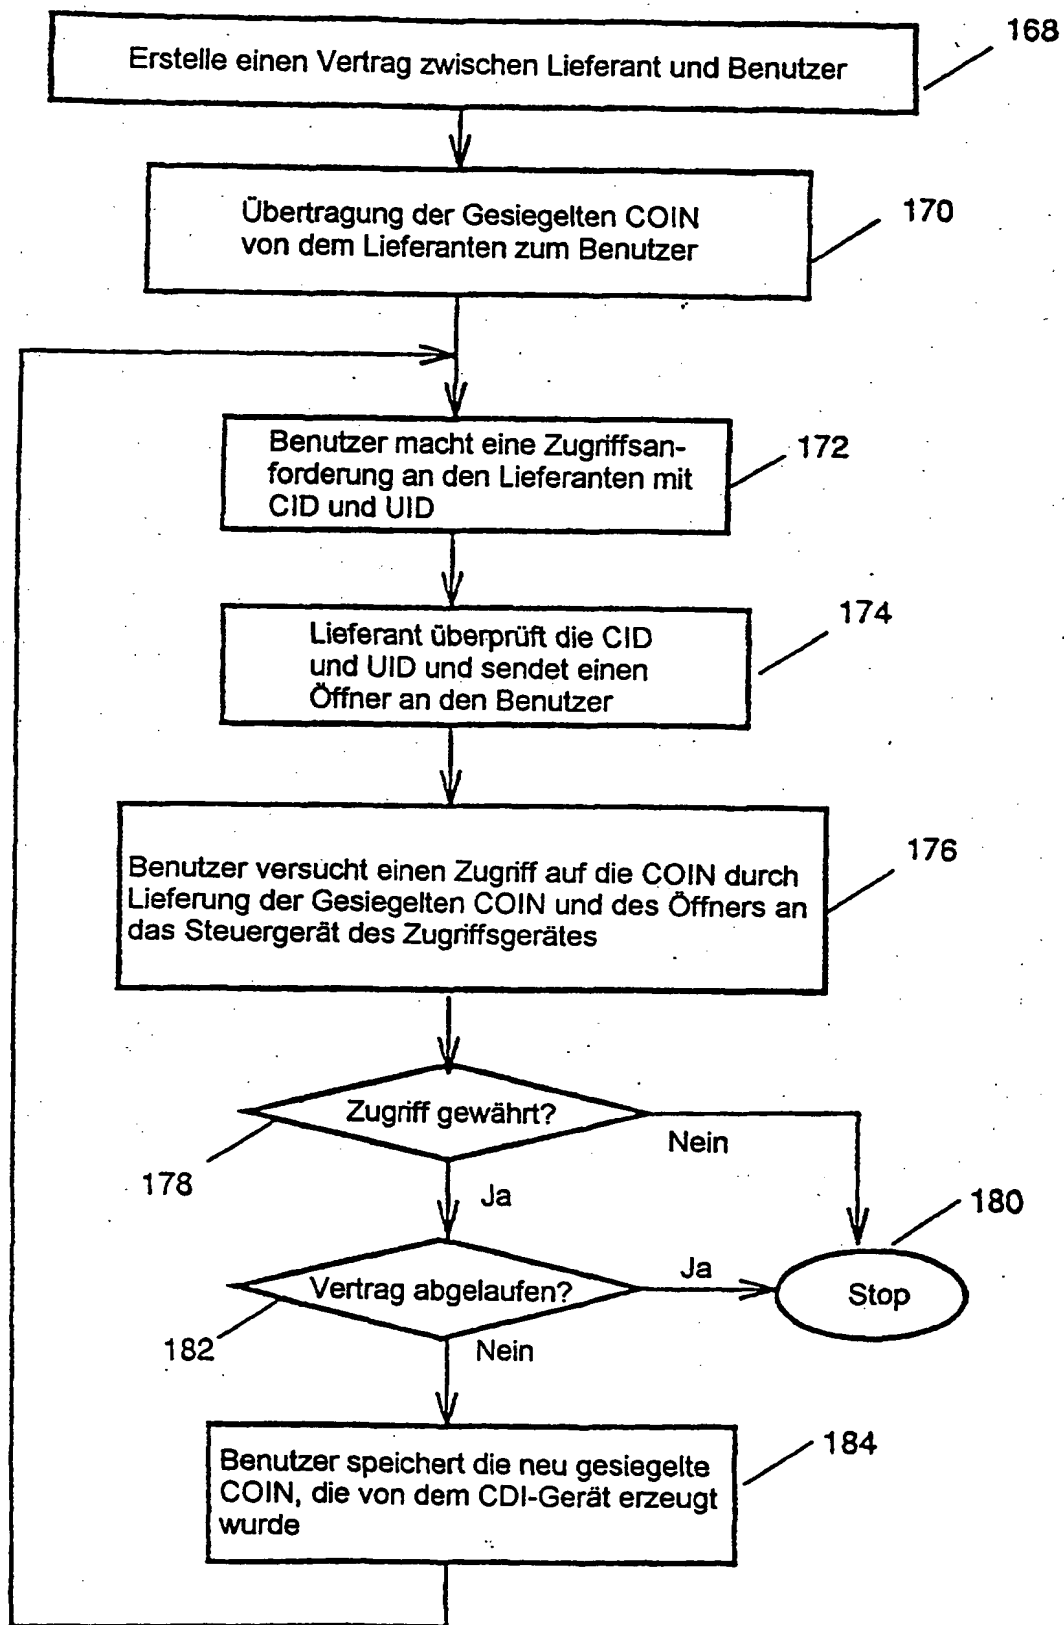 168
Erstelle einen Vertrag zwischen Lieferant und Benutzer
170
Übertragung der Gesiegelten COIN
von dem Lieferanten zum Benutzer
172
Benutzer macht eine Zugriffsan-
forderung an den Lieferanten mit
CID und UID
174
Lieferant überprüft die CID
und UID und sendet einen
Öffner an den Benutzer
176
Benutzer versucht einen Zugriff auf die COIN durch
Lieferung der Gesiegelten COIN und des Öffners an
das Steuergerät des Zugriffsgerätes
Zugriff gewährt?
Nein
178
Ja
180
Vertrag abgelaufen?
Ja
Stop
182
Nein
184
Benutzer speichert die neu gesiegelte
COIN, die von dem CDI-Gerät erzeugt
wurde